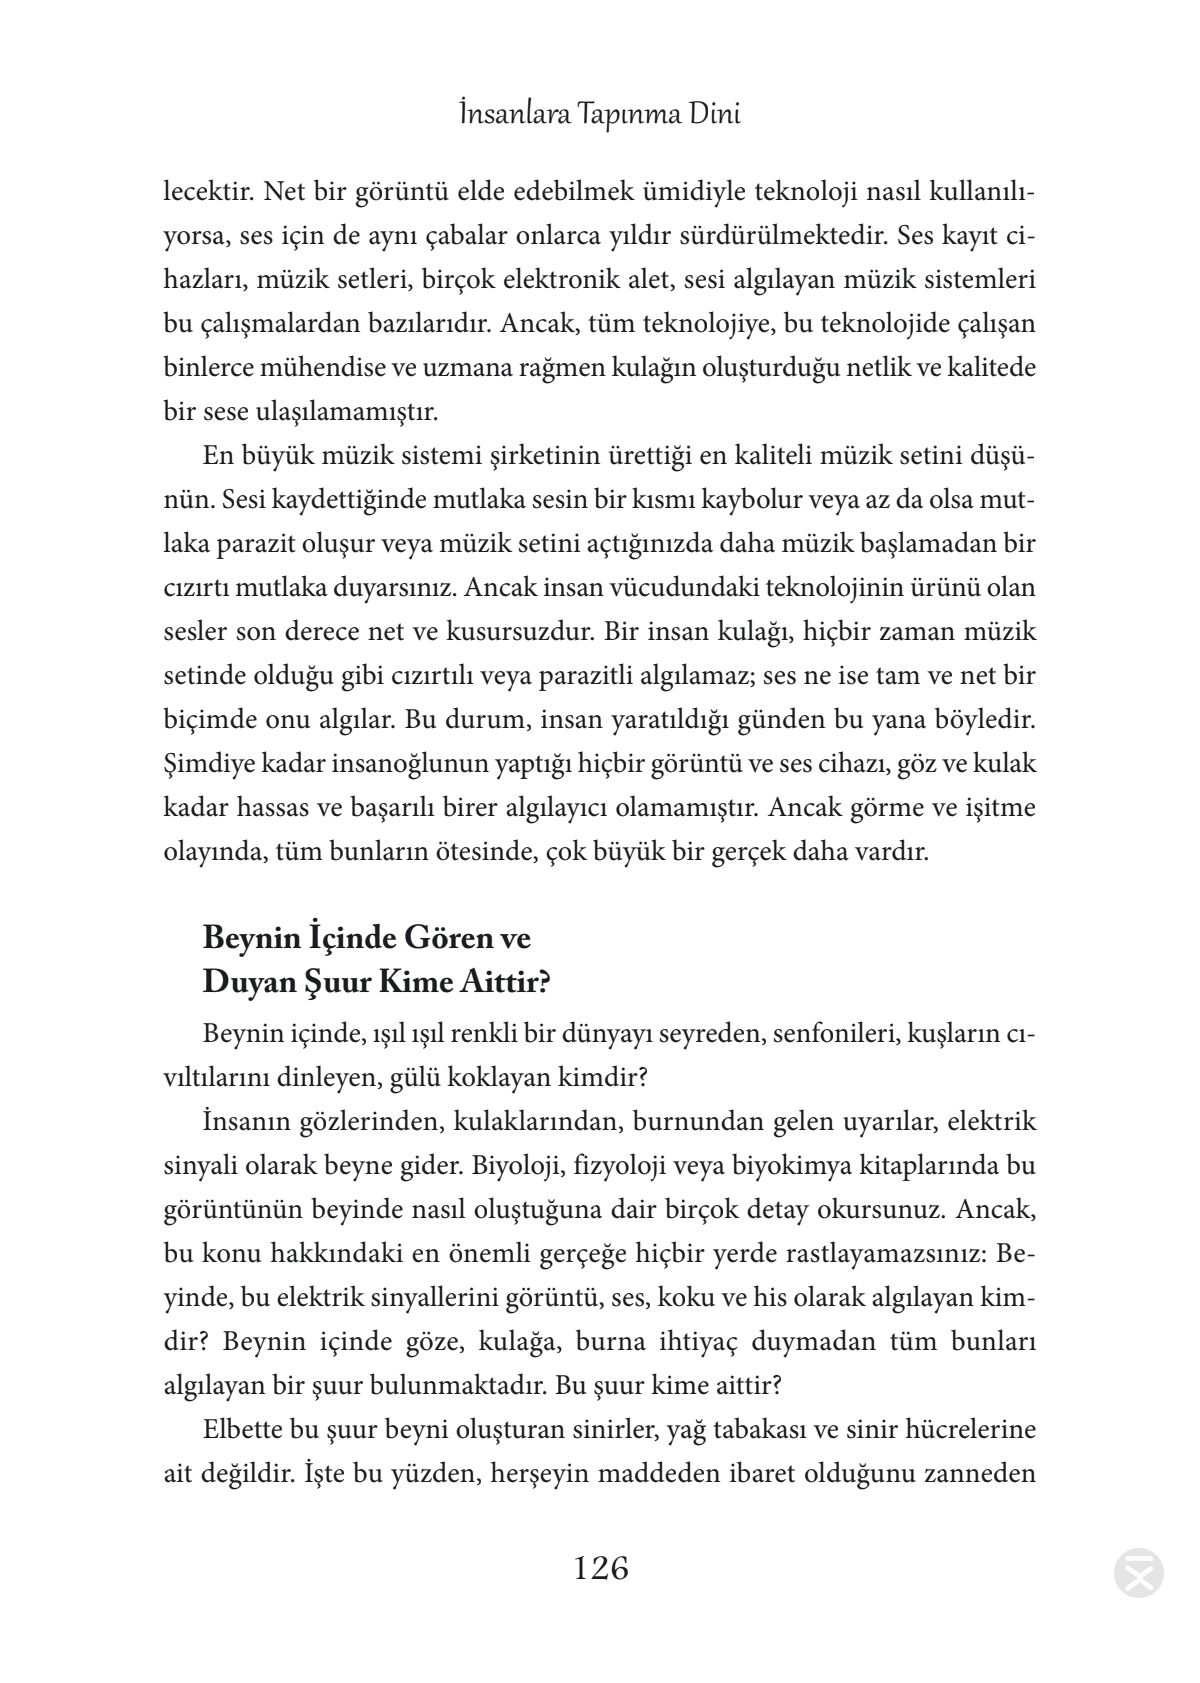 İnsanlara Tapınma Dini
lecektir. Net bir görüntü elde edebilmek ümidiyle teknoloji nasıl kullanılı-
yorsa, ses için de aynı çabalar onlarca yıldır sürdürülmektedir. Ses kayıt ci-
hazları, müzik setleri, birçok elektronik alet, sesi algılayan müzik sistemleri
bu çalışmalardan bazılarıdır. Ancak, tüm teknolojiye, bu teknolojide çalışan
binlerce mühendise ve uzmana rağmen kulağın oluşturduğu netlik ve kalitede
bir sese ulaşılamamıştır.
En büyük müzik sistemi şirketinin ürettiği en kaliteli müzik setini düşü-
nün. Sesi kaydettiğinde mutlaka sesin bir kısmı kaybolur veya az da olsa mut-
laka parazit oluşur veya müzik setini açtığınızda daha müzik başlamadan bir
cızırtı mutlaka duyarsınız. Ancak insan vücudundaki teknolojinin ürünü olan
sesler son derece net ve kusursuzdur. Bir insan kulağı, hiçbir zaman müzik
setinde olduğu gibi cızırtılı veya parazitli algılamaz; ses ne ise tam ve net bir
biçimde onu algılar. Bu durum, insan yaratıldığı günden bu yana böyledir.
Şimdiye kadar insanoğlunun yaptığı hiçbir görüntü ve ses cihazı, göz ve kulak
kadar hassas ve başarılı birer algılayıcı olamamıştır. Ancak görme ve işitme
olayında, tüm bunların ötesinde, çok büyük bir gerçek daha vardır.
Beynin İçinde Gören ve
Duyan Şuur Kime Aittir?
Beynin içinde, ışıl ışıl renkli bir dünyayı seyreden, senfonileri, kuşların cı-
vıltılarını dinleyen, gülü koklayan kimdir?
İnsanın gözlerinden, kulaklarından, burnundan gelen uyarılar, elektrik
sinyali olarak beyne gider. Biyoloji, fizyoloji veya biyokimya kitaplarında bu
görüntünün beyinde nasıl oluştuğuna dair birçok detay okursunuz. Ancak,
bu konu hakkındaki en önemli gerçeğe hiçbir yerde rastlayamazsınız: Be-
yinde, bu elektrik sinyallerini görüntü, ses, koku ve his olarak algılayan kim-
dir? Beynin içinde göze, kulağa, burna ihtiyaç duymadan tüm bunları
algılayan bir şuur bulunmaktadır. Bu şuur kime aittir?
Elbette bu şuur beyni oluşturan sinirler, yağ tabakası ve sinir hücrelerine
ait değildir. İşte bu yüzden, herşeyin maddeden ibaret olduğunu zanneden
126